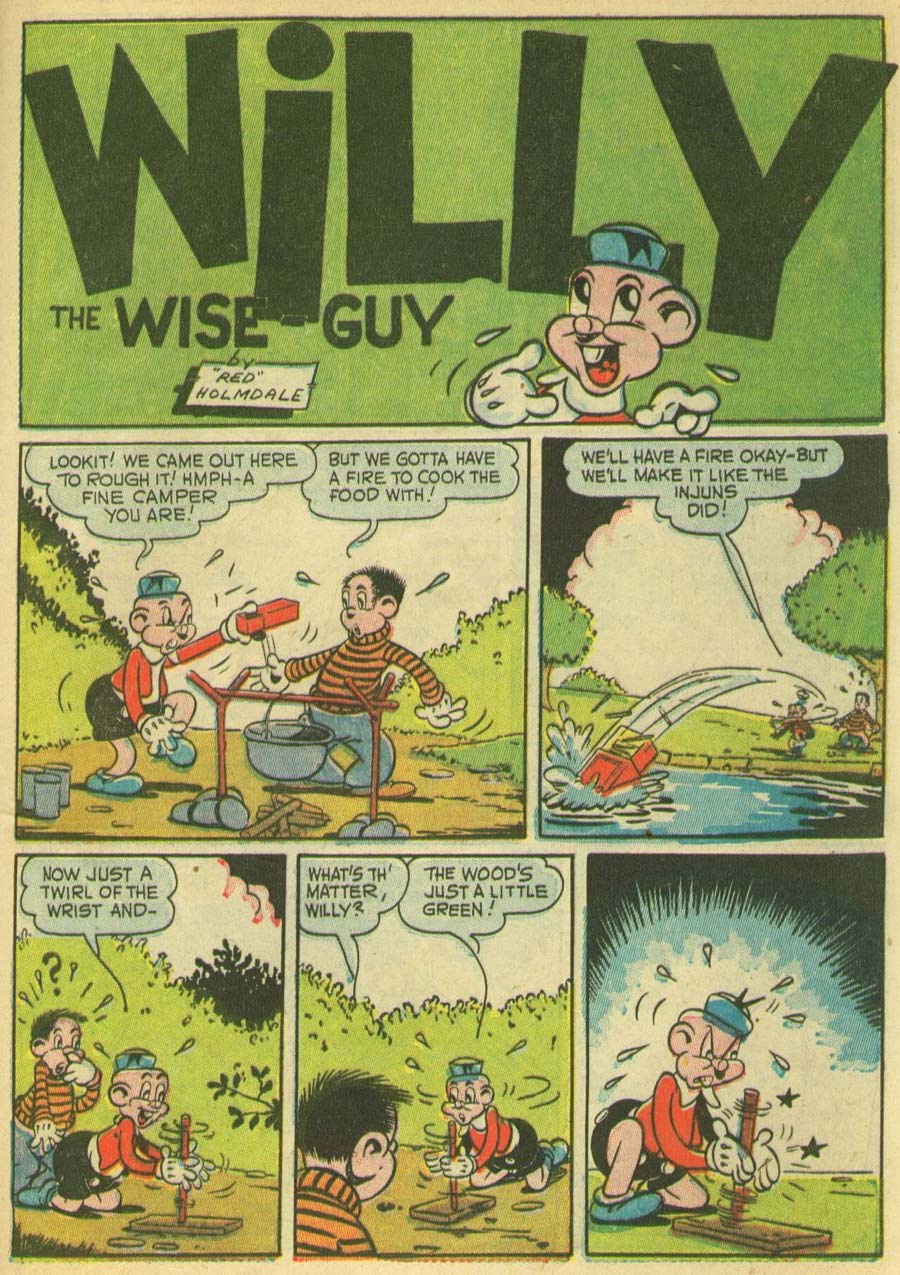 WiLLY
THE WISE-GUY
by
"RED"
HOLMDALE
LOOKIT! WE CAME OUT HERE
TO ROUGH IT! HMPH-A
FINE CAMPER
YOU ARE!
BUT WE GOTTA HAVE
A FIRE TO COOK THE
FOOD WITH!
WE'LL HAVE A FIRE OKAY-BUT
WE'LL MAKE IT LIKE THE
INJUNS
DID!
NOW JUST A
TWIRL OF THE
WRIST AND-
?
WHAT'S TH'
MATTER,
WILLY?
THE WOOD'S
JUST A LITTLE
GREEN!